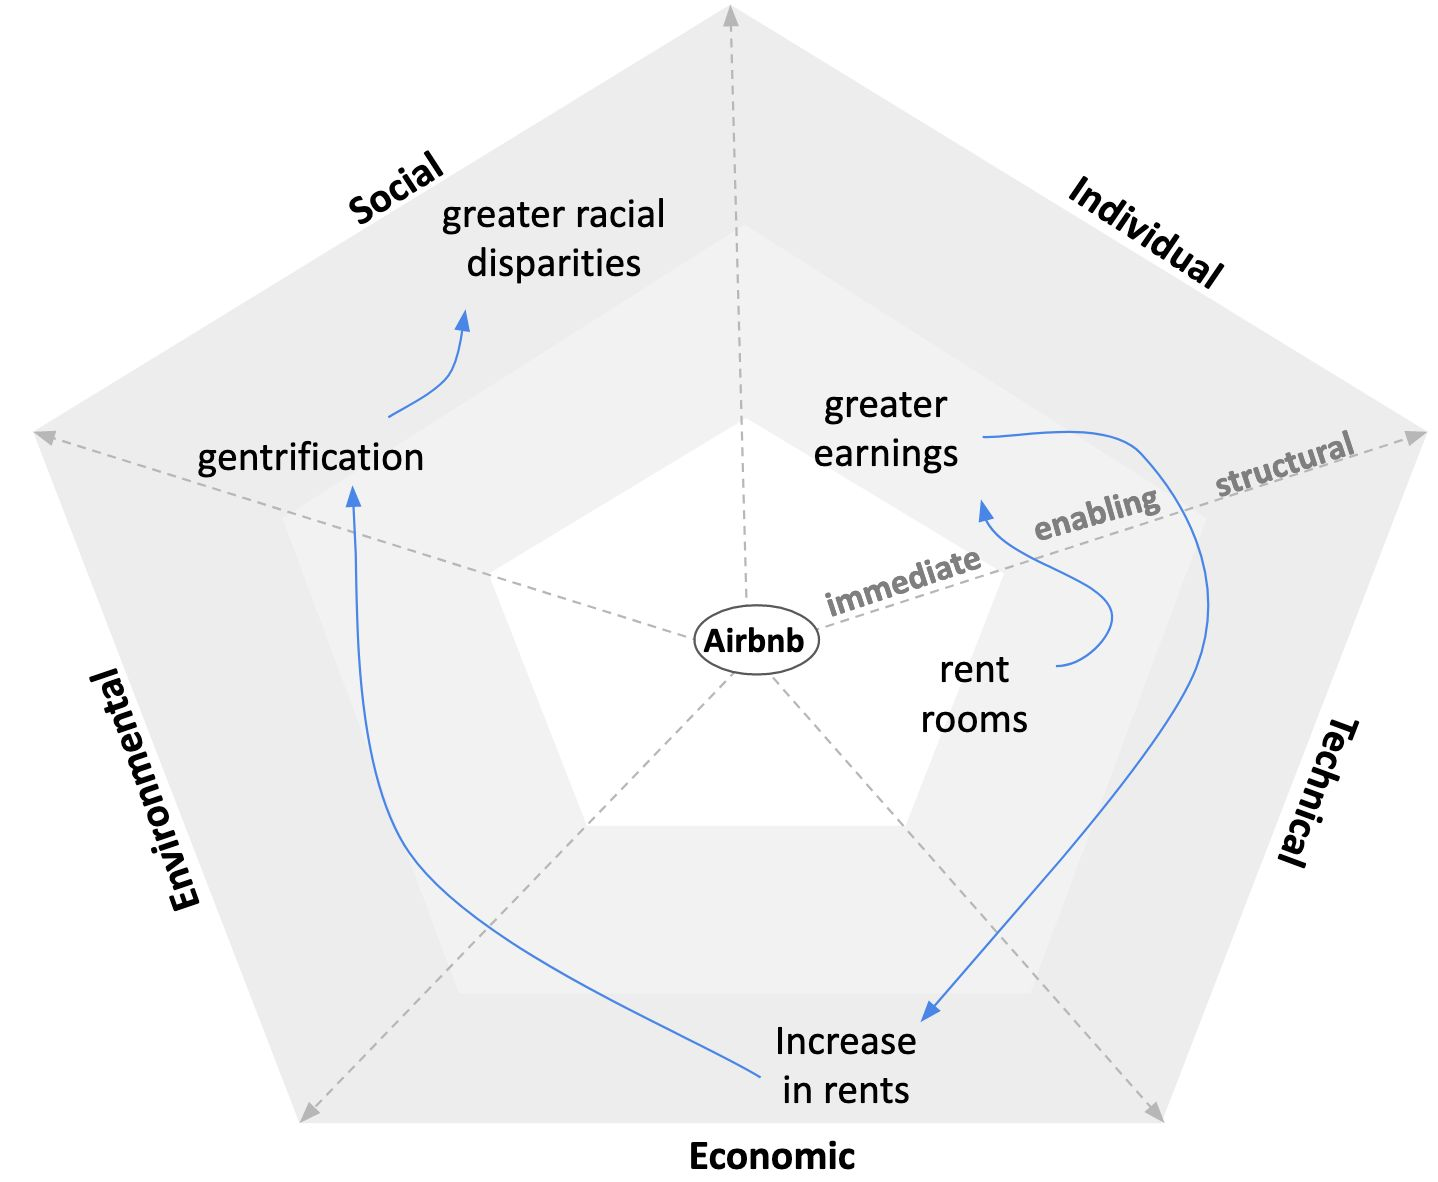 Social
Individual
greater racial
disparities
greater
earnings
gentrification
structural
enabling
immediate
Airbnb
rent
rooms
Environmental
Technical
Increase
in rents
Economic